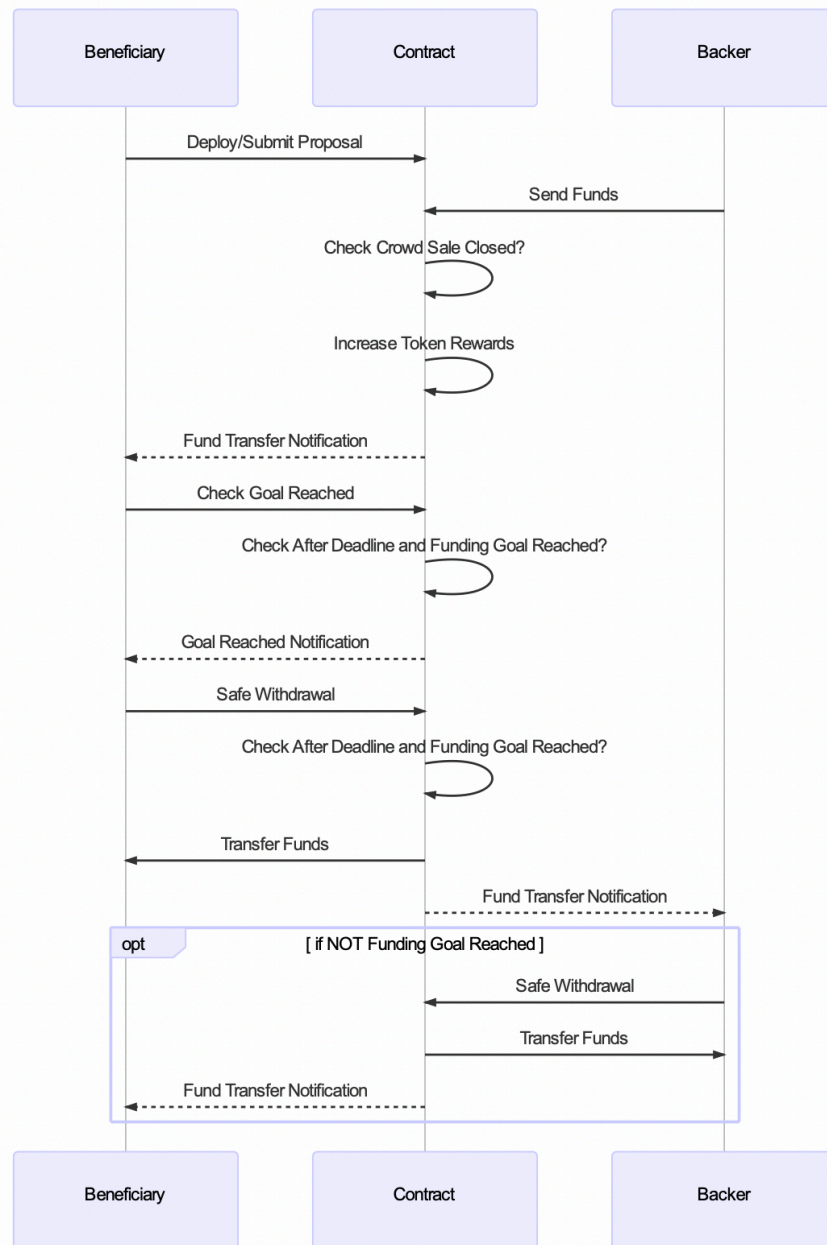 Beneficiary
Contract
Backer
Deploy/Submit Proposal
Send Funds
Check Crowd Sale Closed?
Increase Token Rewards
Fund Transfer Notification
Check Goal Reached
Check After Deadline and Funding Goal Reached?
Goal Reached Notification
Safe Withdrawal
Check After Deadline and Funding Goal Reached?
Transfer Funds
Fund Transfer Notification
opt
[ if NOT Funding Goal Reached ]
Safe Withdrawal
Transfer Funds
Fund Transfer Notification
Beneficiary
Contract
Backer